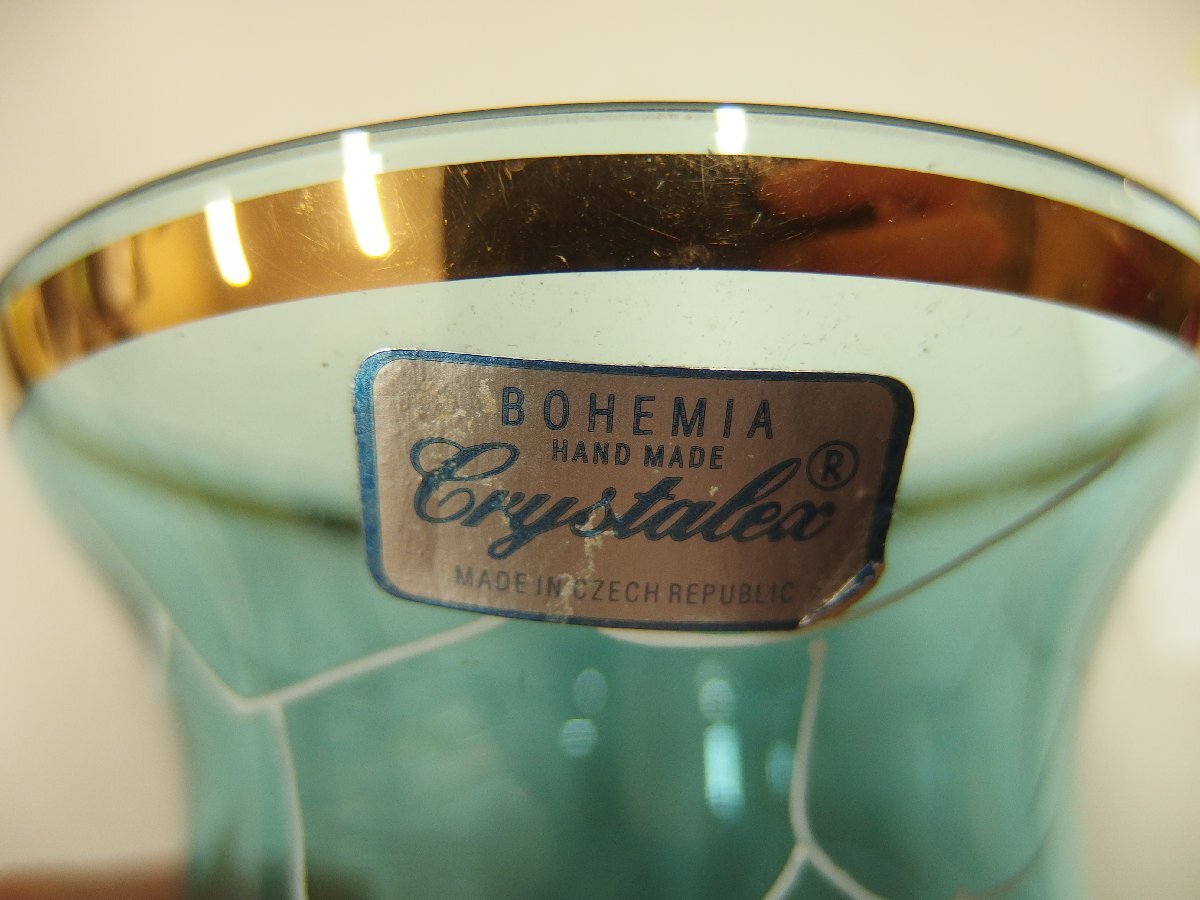 BOHEMIA
HAND MADE
Crystalex®
MADE IN CZECH REPUBLIC